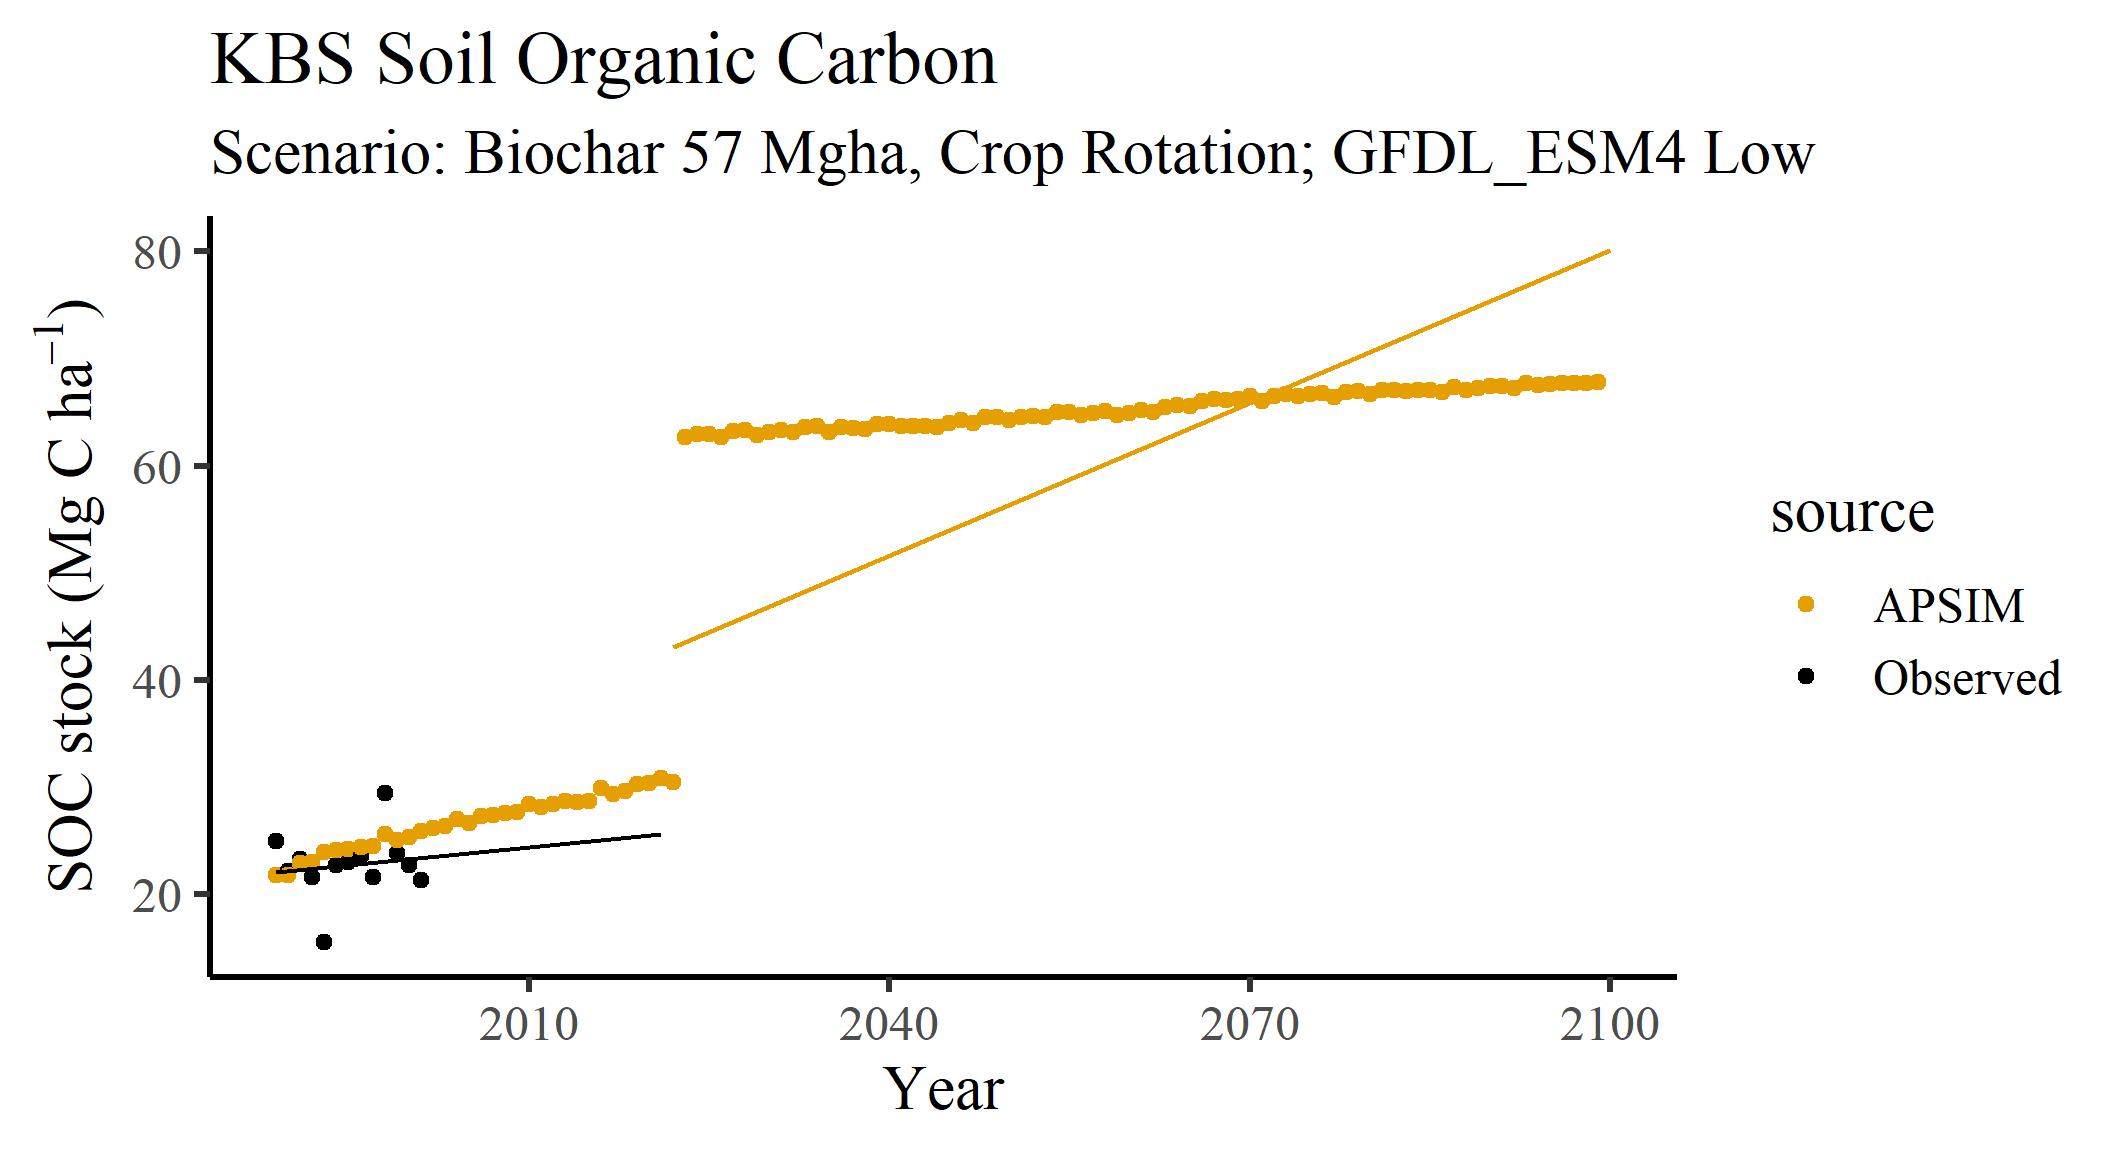 KBS Soil Organic Carbon
Scenario: Biochar 57 Mgha, Crop Rotation; GFDL_ESM4 Low
SOC stock (Mg C ha⁻¹)
80
60
40
20
2010 2040 2070 2100
Year
source
APSIM
Observed